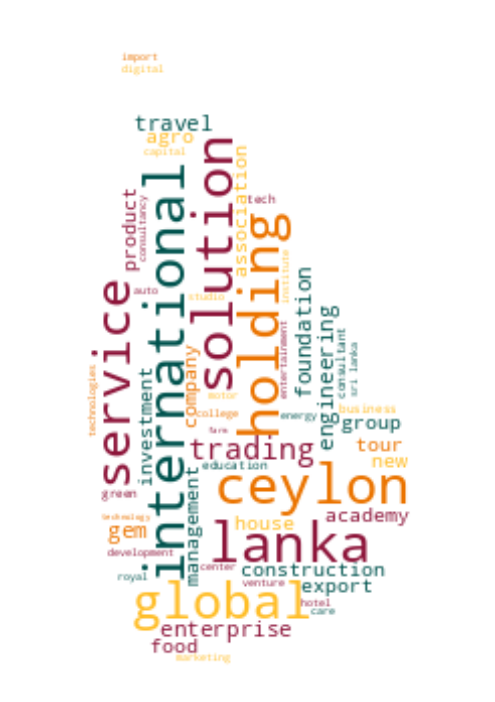 import
digital
travel
agro
capital
solution
association
international
product
consultancy
tech
holding
institute
foundation
service
auto
studio
engineering
entertainment
consultant
sri lanka
company
technologies
investment
motor
college
energy
business
group
farm
trading
tour
education
new
management
ceylon
green
academy
technology
house
gem
lanka
development
center
construction
royal
venture
export
global
hotel
care
enterprise
food
marketing